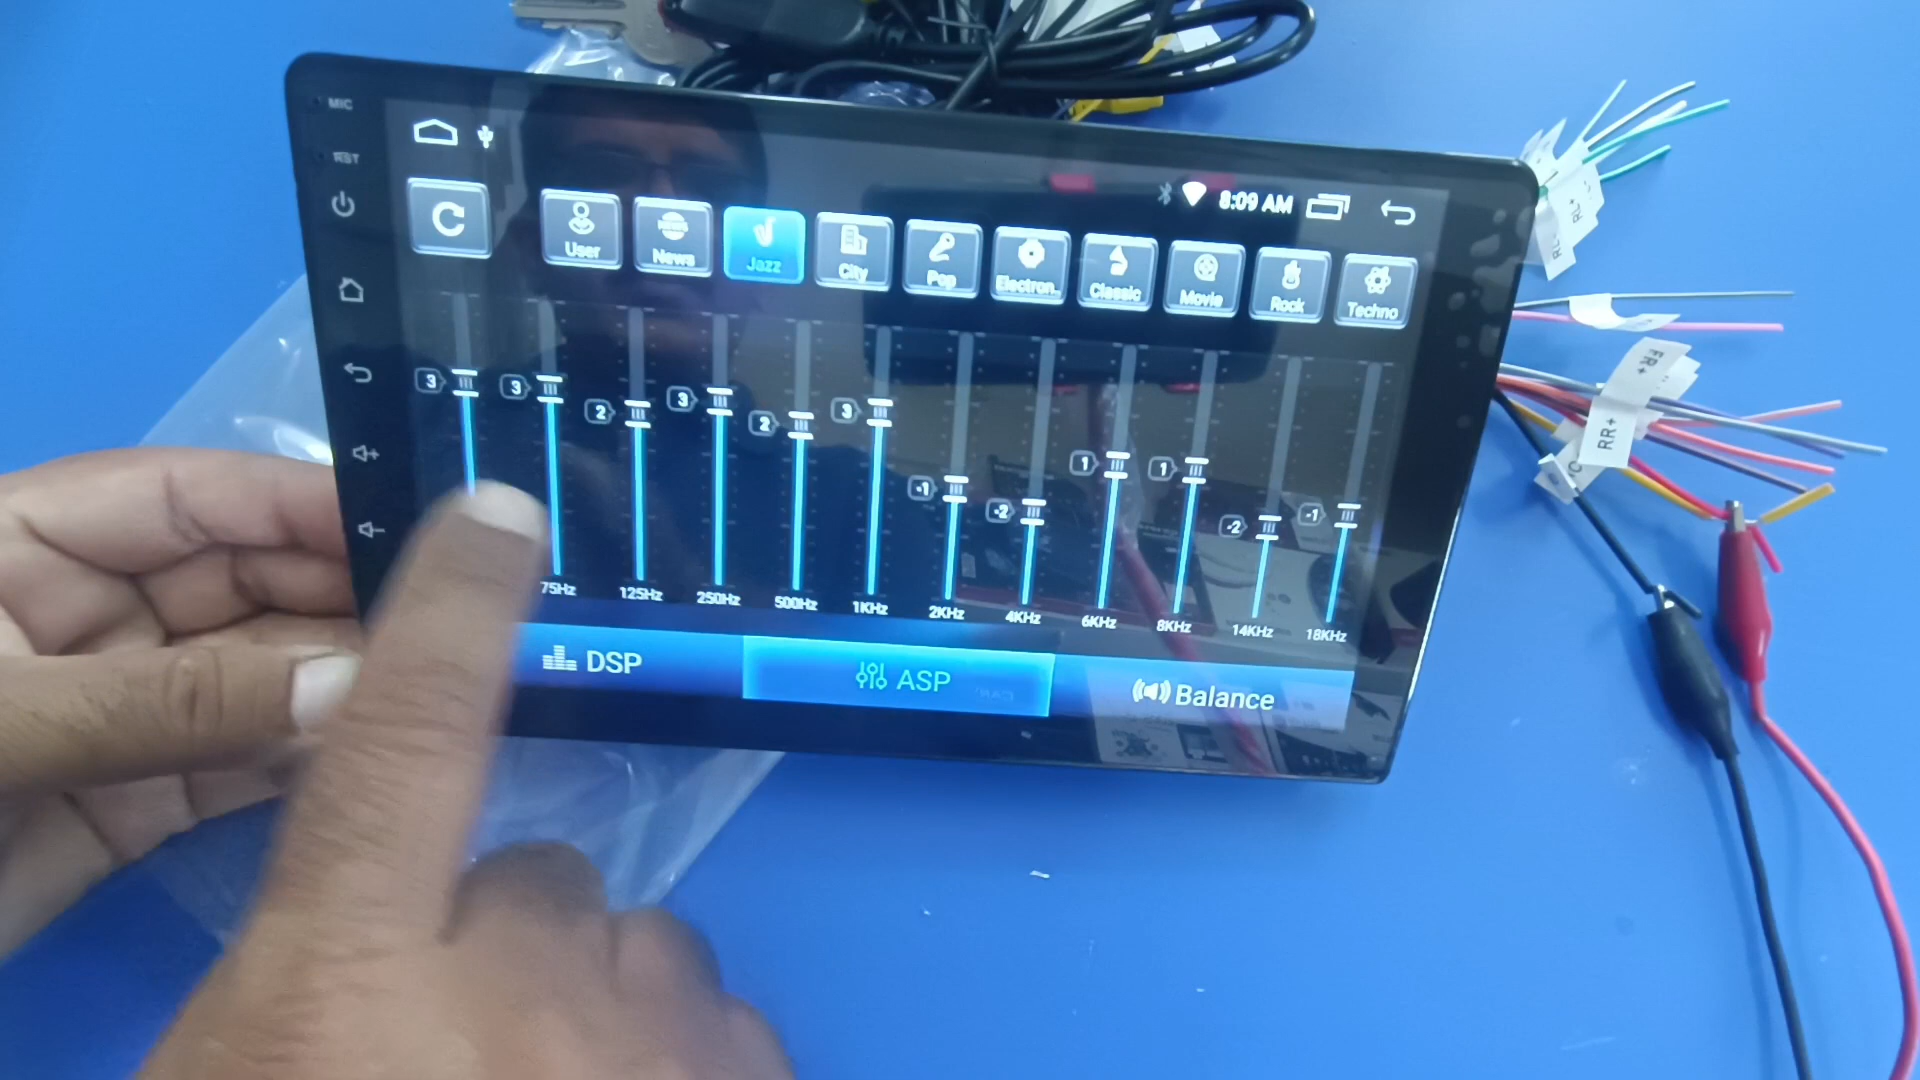 MIC
RST
8:09 AM
User
News
Jazz
City
Pop
Electron..
Classic
Movie
Rock
Techno
3
3
2
3
2
3
-1
-2
1
1
-2
-1
75Hz
125Hz
250Hz
500Hz
1KHz
2KHz
4KHz
6KHz
8KHz
14KHz
18KHz
DSP
ASP
Balance
RL+
FR+
RR+